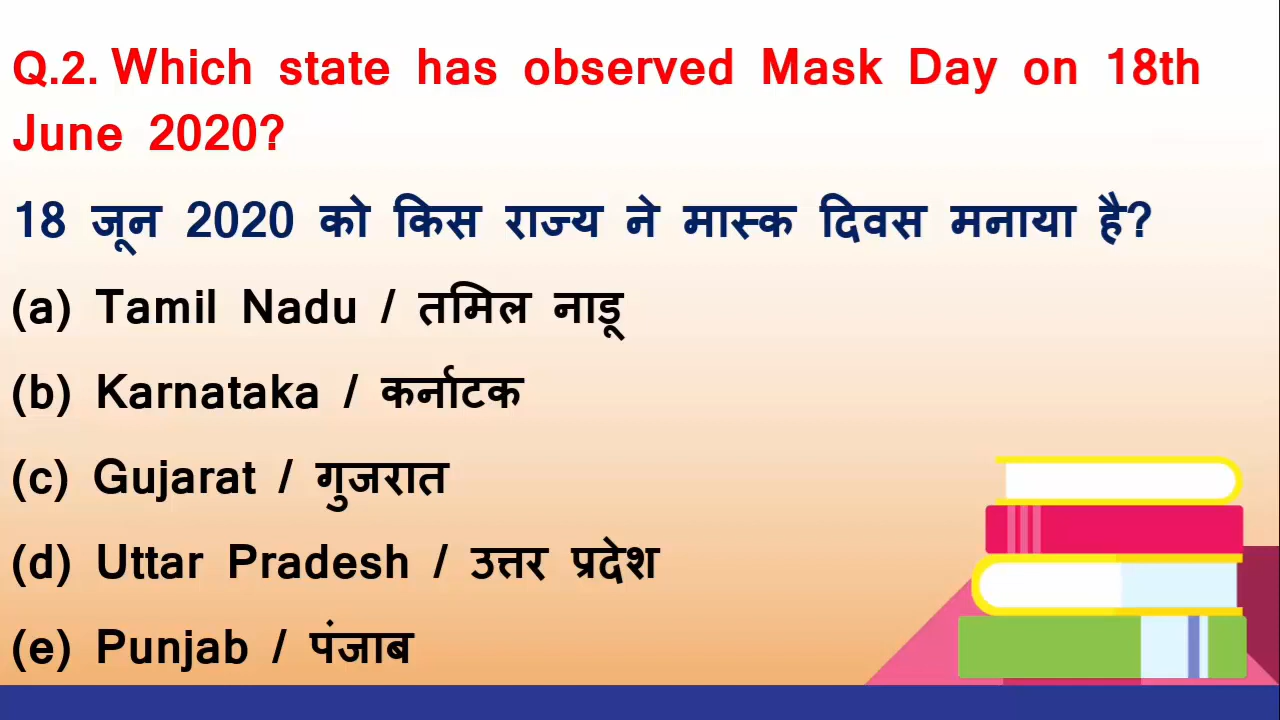 Q.2. Which state has observed Mask Day on 18th
June 2020?
18 जून 2020 को किस राज्य ने मास्क दिवस मनाया है?
(a) Tamil Nadu / तमिल नाडू
(b) Karnataka / कर्नाटक
(c) Gujarat / गुजरात
(d) Uttar Pradesh / उत्तर प्रदेश
(e) Punjab / पंजाब